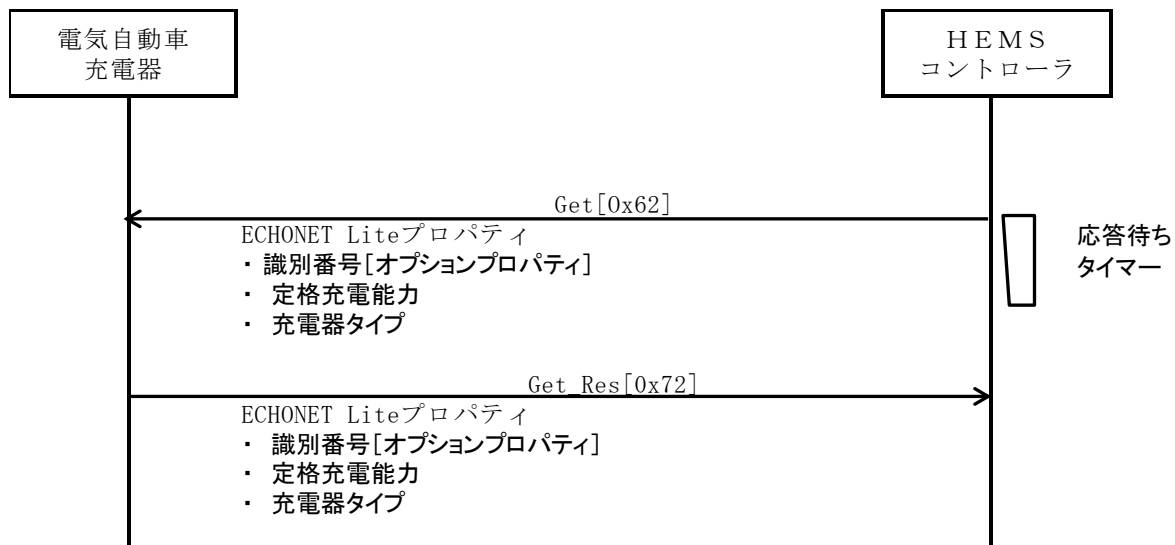 電気自動車
充電器
ＨＥＭＳ
コントローラ
Get[0x62]
ECHONET Liteプロパティ
・識別番号[オプションプロパティ]
・ 定格充電能力
・ 充電器タイプ
応答待ち
タイマー
Get_Res[0x72]
ECHONET Liteプロパティ
・ 識別番号[オプションプロパティ]
・ 定格充電能力
・ 充電器タイプ